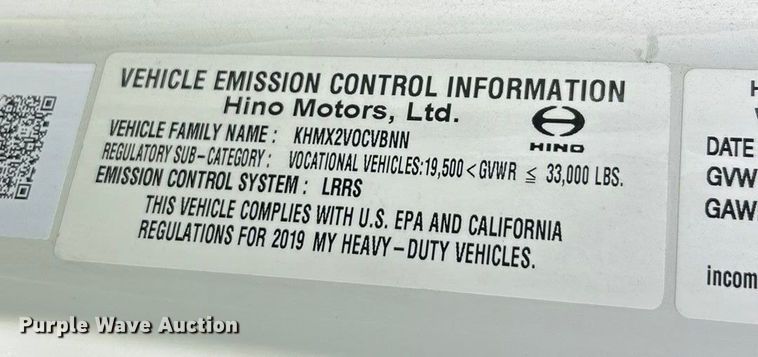 VEHICLE EMISSION CONTROL INFORMATION
Hino Motors, Ltd.
HINO
VEHICLE FAMILY NAME : KHMX2VOCVBNN
REGULATORY SUB-CATEGORY : VOCATIONAL VEHICLES:19,500 < GVWR ≤ 33,000 LBS.
EMISSION CONTROL SYSTEM : LRRS
THIS VEHICLE COMPLIES WITH U.S. EPA AND CALIFORNIA
REGULATIONS FOR 2019 MY HEAVY-DUTY VEHICLES.
DATE
GVW
GAW
incom
Purple Wave Auction